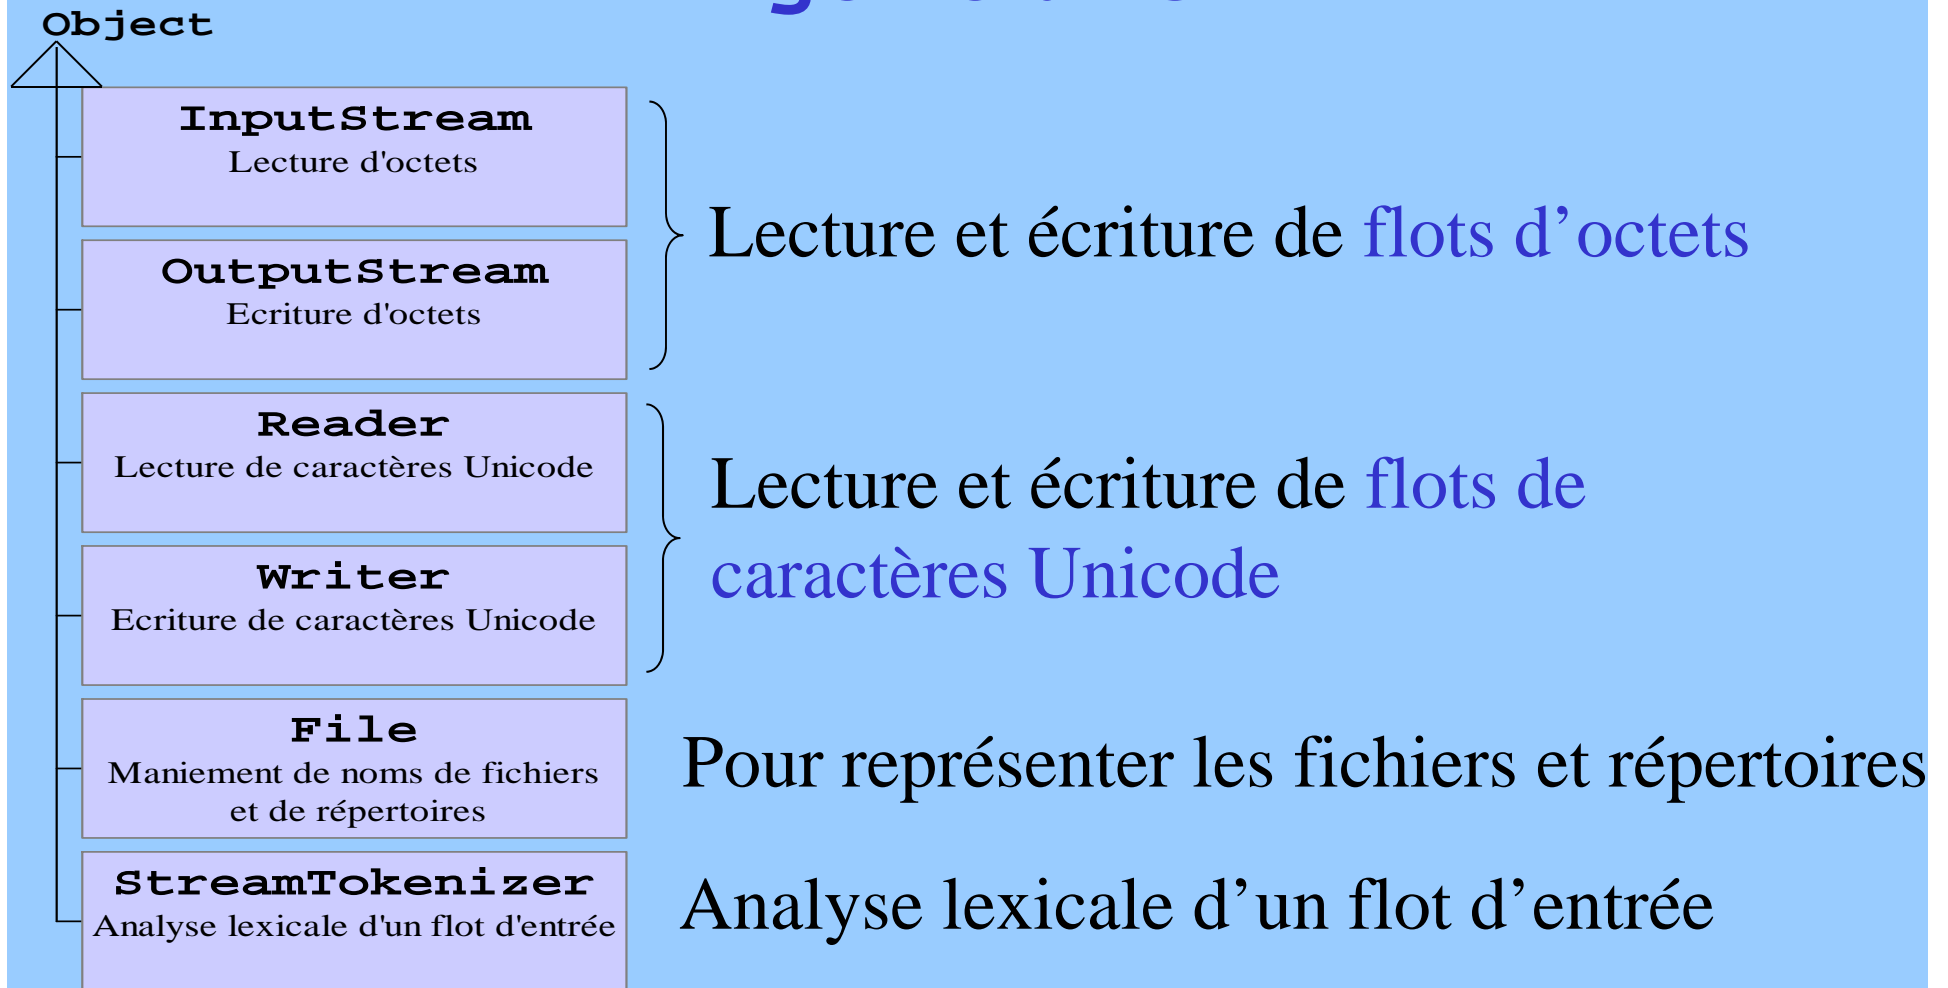 Object
InputStream
Lecture d'octets
OutputStream
Ecriture d'octets
Lecture et écriture de flots d’octets
Reader
Lecture de caractères Unicode
Writer
Ecriture de caractères Unicode
Lecture et écriture de flots de
caractères Unicode
File
Maniement de noms de fichiers
et de répertoires
Pour représenter les fichiers et répertoires
StreamTokenizer
Analyse lexicale d'un flot d'entrée
Analyse lexicale d’un flot d’entrée